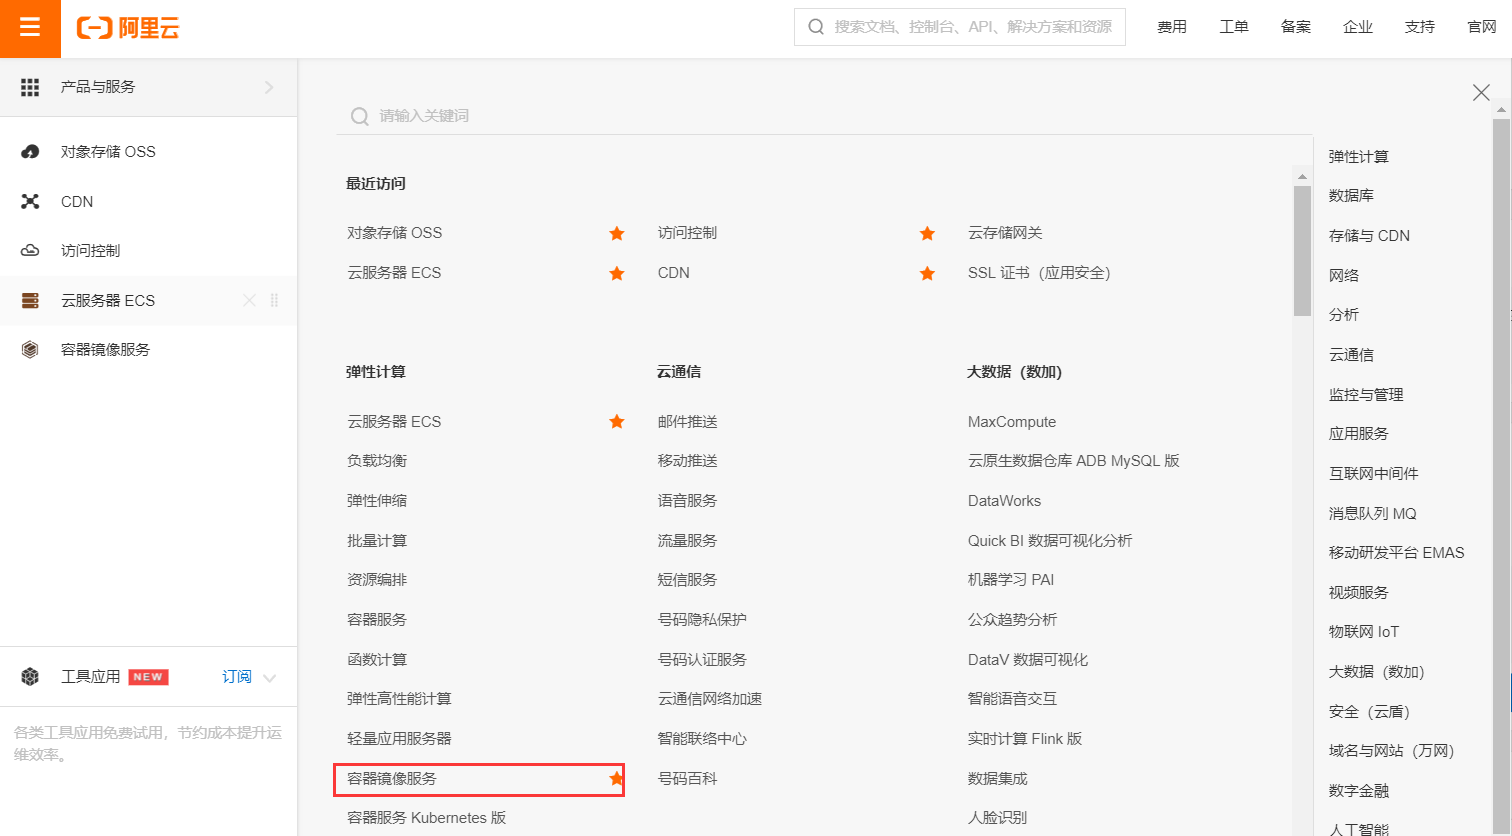 阿里云
搜索文档、控制台、API、解决方案和资源
费用 工单 备案 企业 支持 官网
产品与服务
对象存储 OSS
CDN
访问控制
云服务器 ECS
容器镜像服务
工具应用 NEW 订阅
各类工具应用免费试用，节约成本提升运
维效率。
请输入关键词
最近访问
对象存储 OSS 访问控制 云存储网关
云服务器 ECS CDN SSL 证书（应用安全）
弹性计算
云服务器 ECS
负载均衡
弹性伸缩
批量计算
资源编排
容器服务
函数计算
弹性高性能计算
轻量应用服务器
容器镜像服务
容器服务 Kubernetes 版
云通信
邮件推送
移动推送
语音服务
流量服务
短信服务
号码隐私保护
号码认证服务
云通信网络加速
智能联络中心
号码百科
大数据（数加）
MaxCompute
云原生数据仓库 ADB MySQL 版
DataWorks
Quick BI 数据可视化分析
机器学习 PAI
公众趋势分析
DataV 数据可视化
智能语音交互
实时计算 Flink 版
数据集成
人脸识别
弹性计算
数据库
存储与 CDN
网络
分析
云通信
监控与管理
应用服务
互联网中间件
消息队列 MQ
移动研发平台 EMAS
视频服务
物联网 IoT
大数据（数加）
安全（云盾）
域名与网站（万网）
数字金融
人工智能